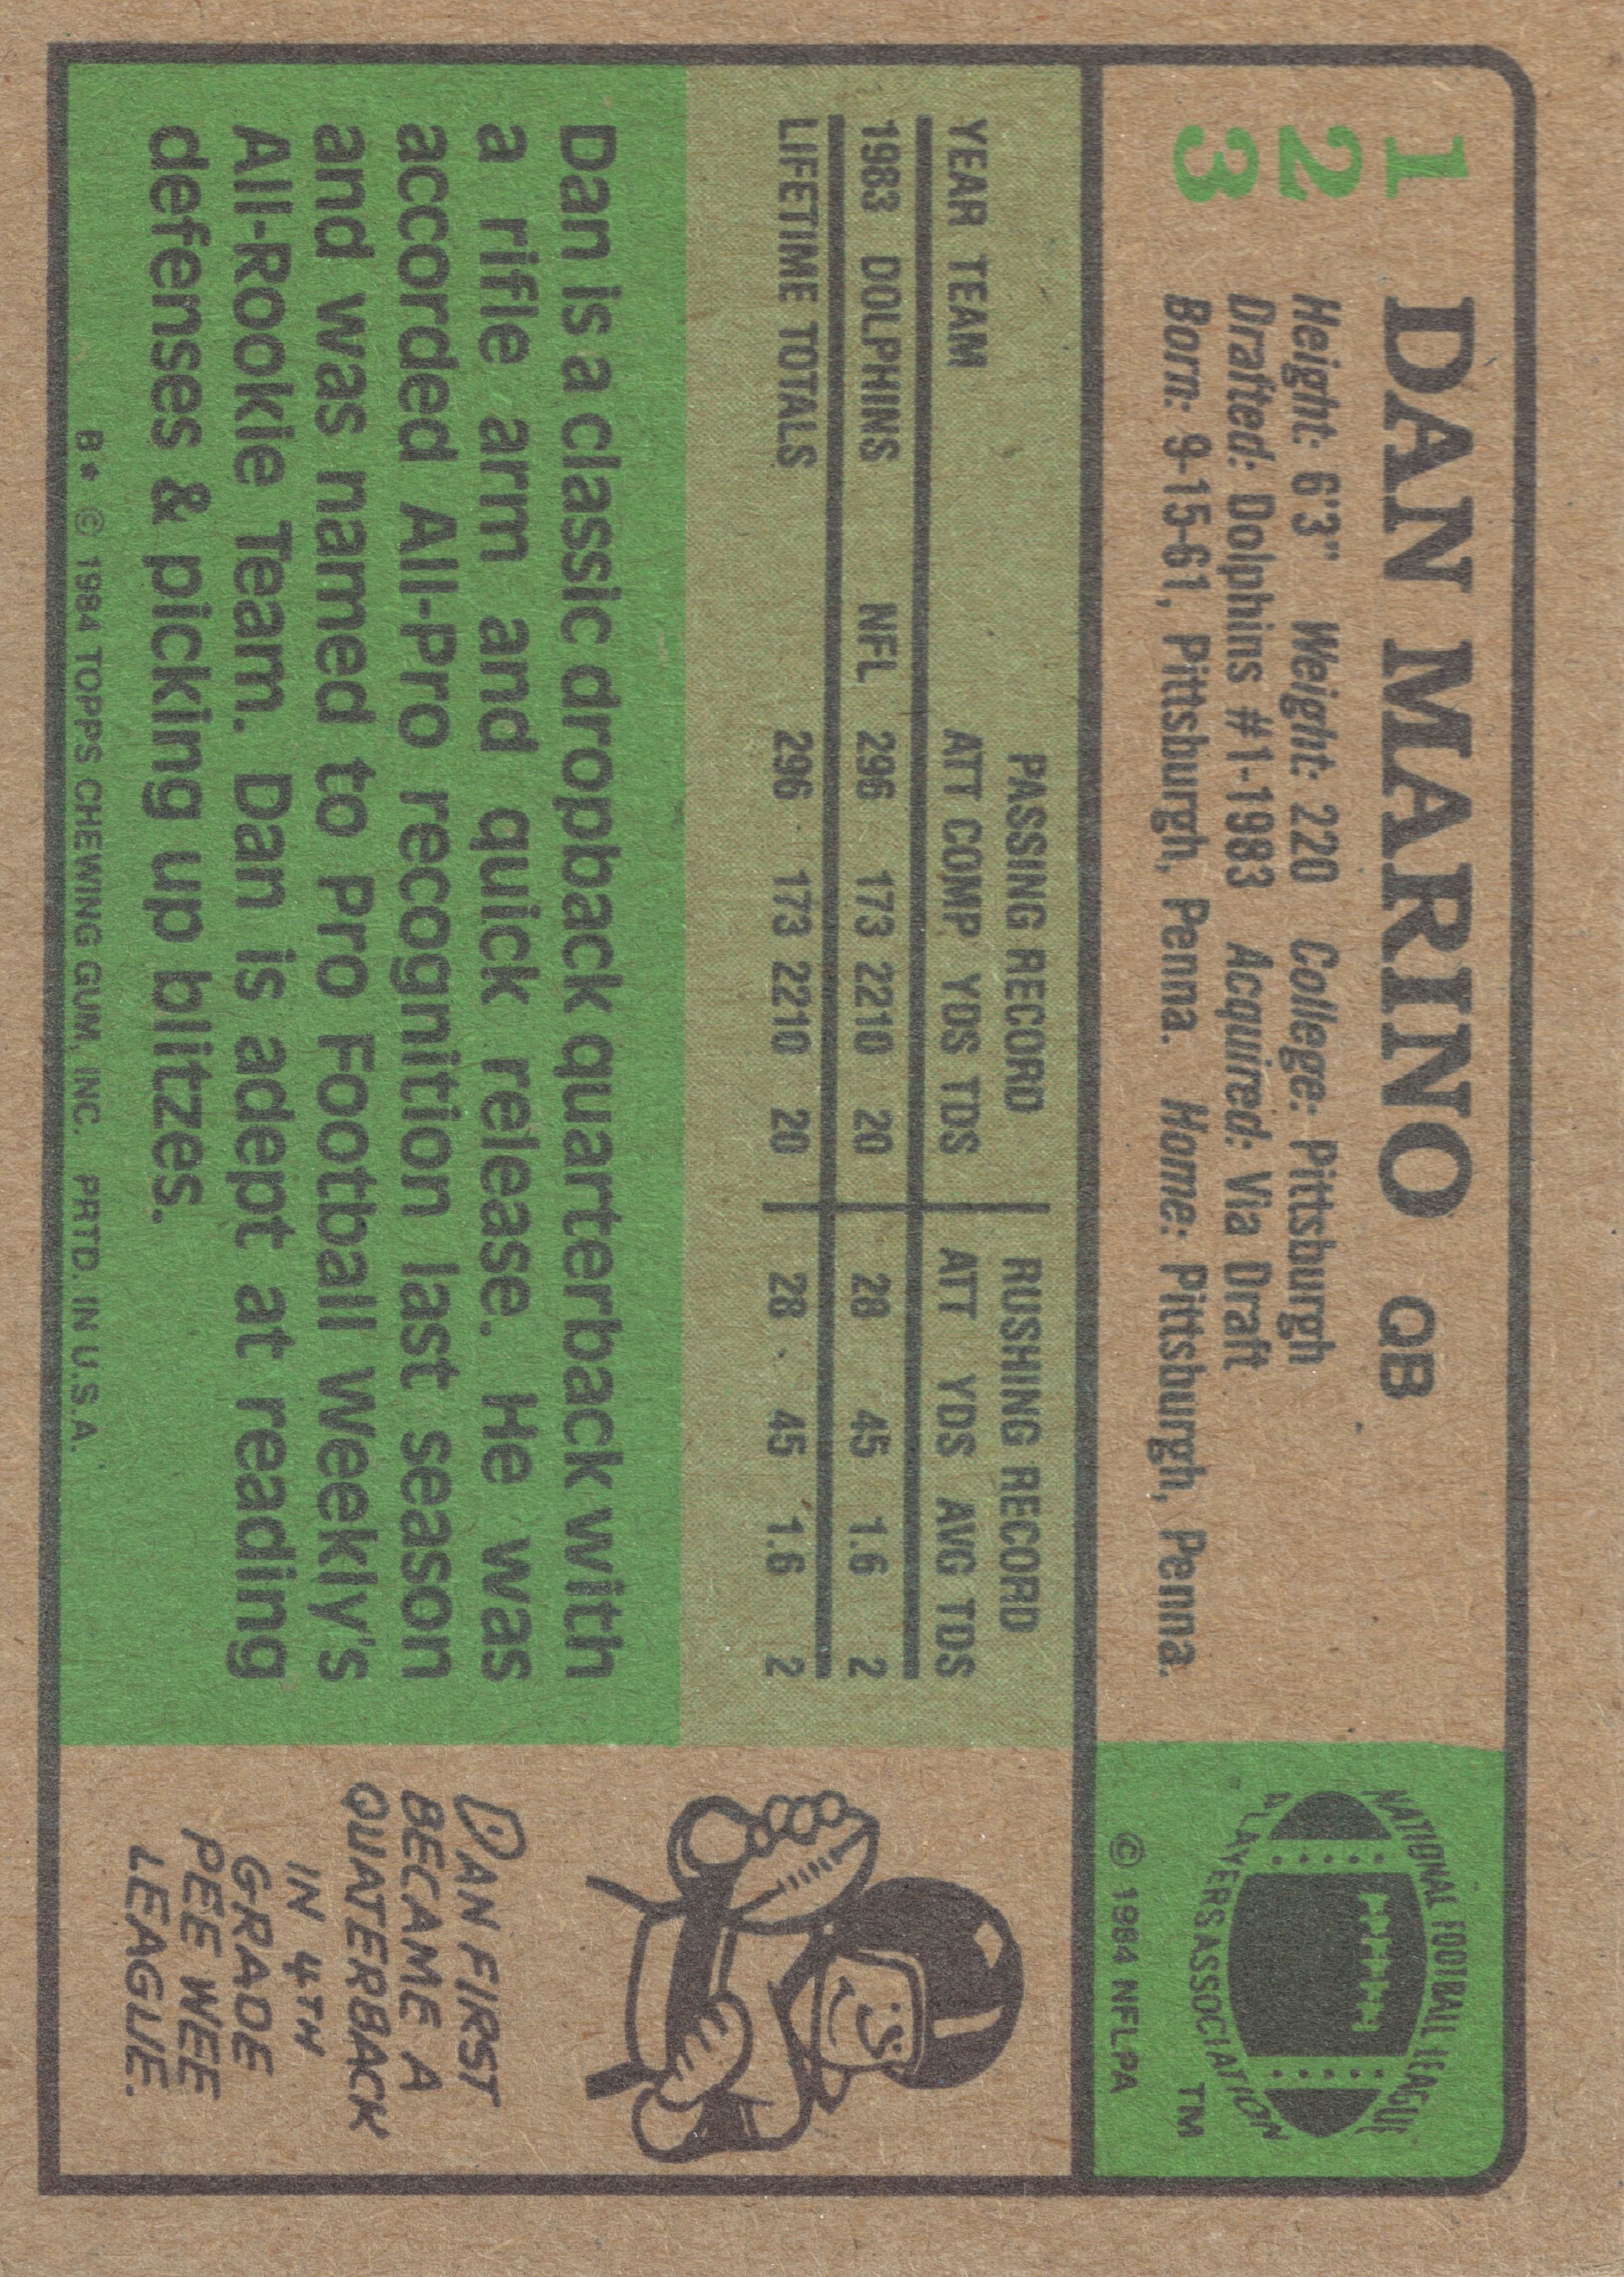 1
2
3
DAN MARINO QB
Height: 6'3" Weight: 220 College: Pittsburgh
Drafted: Dolphins #1-1983 Acquired: Via Draft
Born: 9-15-61, Pittsburgh, Penna. Home: Pittsburgh, Penna.
NATIONAL FOOTBALL LEAGUE
PLAYERS ASSOCIATION
TM
© 1984 NFLPA
PASSING RECORD RUSHING RECORD
YEAR TEAM ATT COMP YDS TDS ATT YDS AVG TDS
1983 DOLPHINS NFL 296 173 2210 20 28 45 1.6 2
LIFETIME TOTALS 296 173 2210 20 28 45 1.6 2
Dan is a classic dropback quarterback with
a rifle arm and quick release. He was
accorded All-Pro recognition last season
and was named to Pro Football Weekly's
All-Rookie Team. Dan is adept at reading
defenses & picking up blitzes.
B* © 1984 TOPPS CHEWING GUM, INC. PRTD. IN U.S.A.
DAN FIRST
BECAME A
QUATERBACK
IN 4TH
GRADE
PEE WEE
LEAGUE.